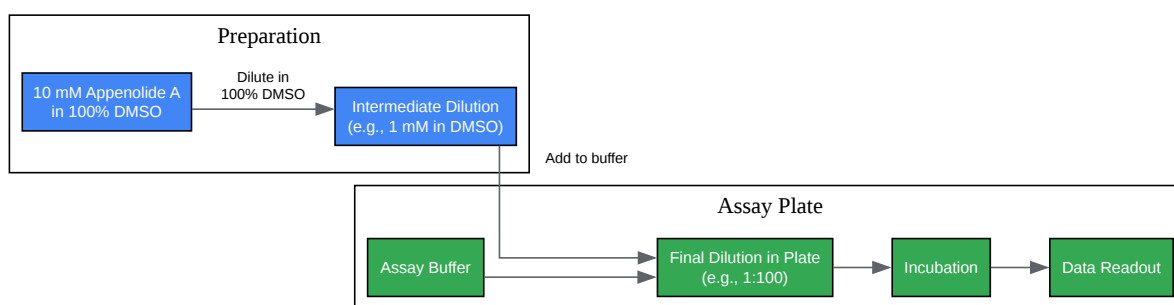 Preparation
10 mM Appenolide A
in 100% DMSO
Dilute in
100% DMSO
Intermediate Dilution
(e.g., 1 mM in DMSO)
Add to buffer
Assay Plate
Assay Buffer
Final Dilution in Plate
(e.g., 1:100)
Incubation
Data Readout